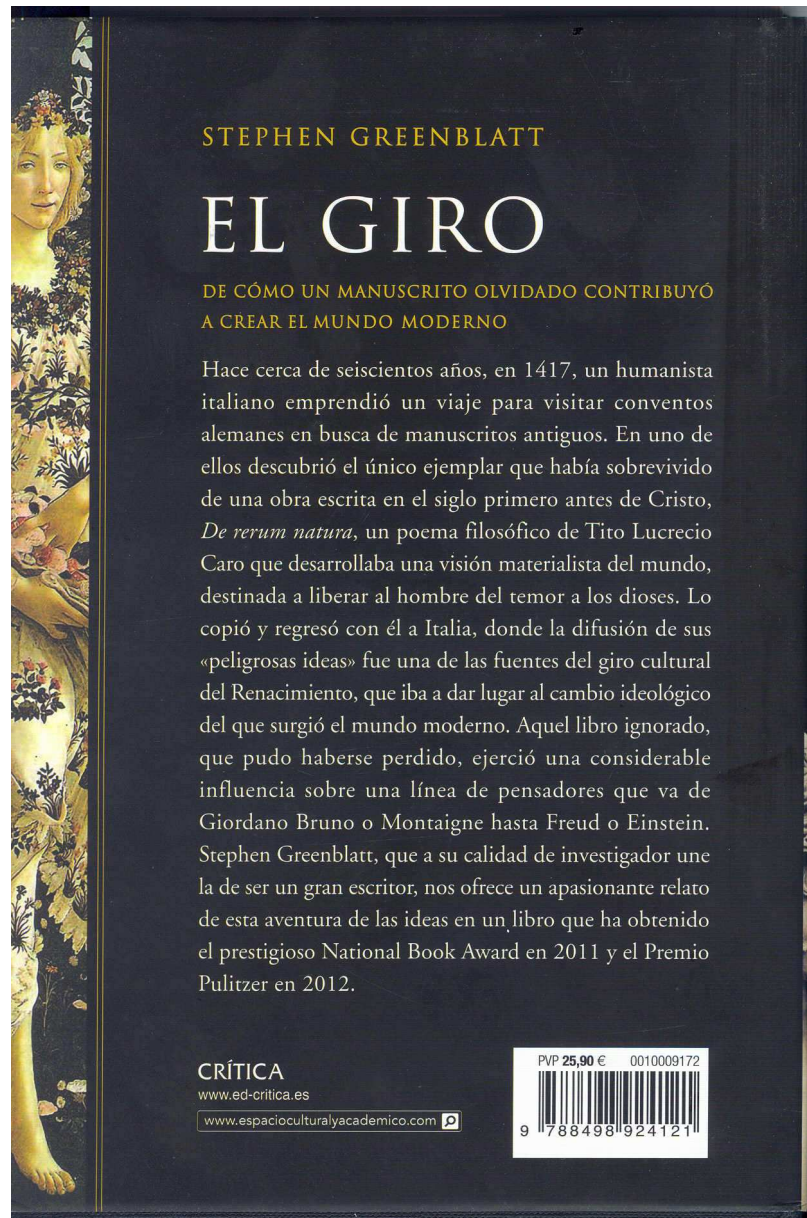 STEPHEN GREENBLATT
EL GIRO
DE CÓMO UN MANUSCRITO OLVIDADO CONTRIBUYÓ
A CREAR EL MUNDO MODERNO
Hace cerca de seiscientos años, en 1417, un humanista
italiano emprendió un viaje para visitar conventos
alemanes en busca de manuscritos antiguos. En uno de
ellos descubrió el único ejemplar que había sobrevivido
de una obra escrita en el siglo primero antes de Cristo,
De rerum natura, un poema filosófico de Tito Lucrecio
Caro que desarrollaba una visión materialista del mundo,
destinada a liberar al hombre del temor a los dioses. Lo
copió y regresó con él a Italia, donde la difusión de sus
«peligrosas ideas» fue una de las fuentes del giro cultural
del Renacimiento, que iba a dar lugar al cambio ideológico
del que surgió el mundo moderno. Aquel libro ignorado,
que pudo haberse perdido, ejerció una considerable
influencia sobre una línea de pensadores que va de
Giordano Bruno o Montaigne hasta Freud o Einstein.
Stephen Greenblatt, que a su calidad de investigador une
la de ser un gran escritor, nos ofrece un apasionante relato
de esta aventura de las ideas en un libro que ha obtenido
el prestigioso National Book Award en 2011 y el Premio
Pulitzer en 2012.
CRÍTICA
www.ed-critica.es
www.espacioculturalyacademico.com
PVP 25,90 € 0010009172
9 788498 924121